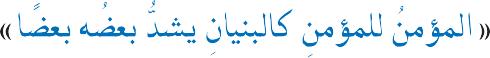 (( المؤمنُ للمؤمنِ كالبنيانِ يشدُّ بعضُه بعضًا ))